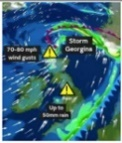 Storm
Georgina
70-80 mph
wind gusts
Up to
50mm rain